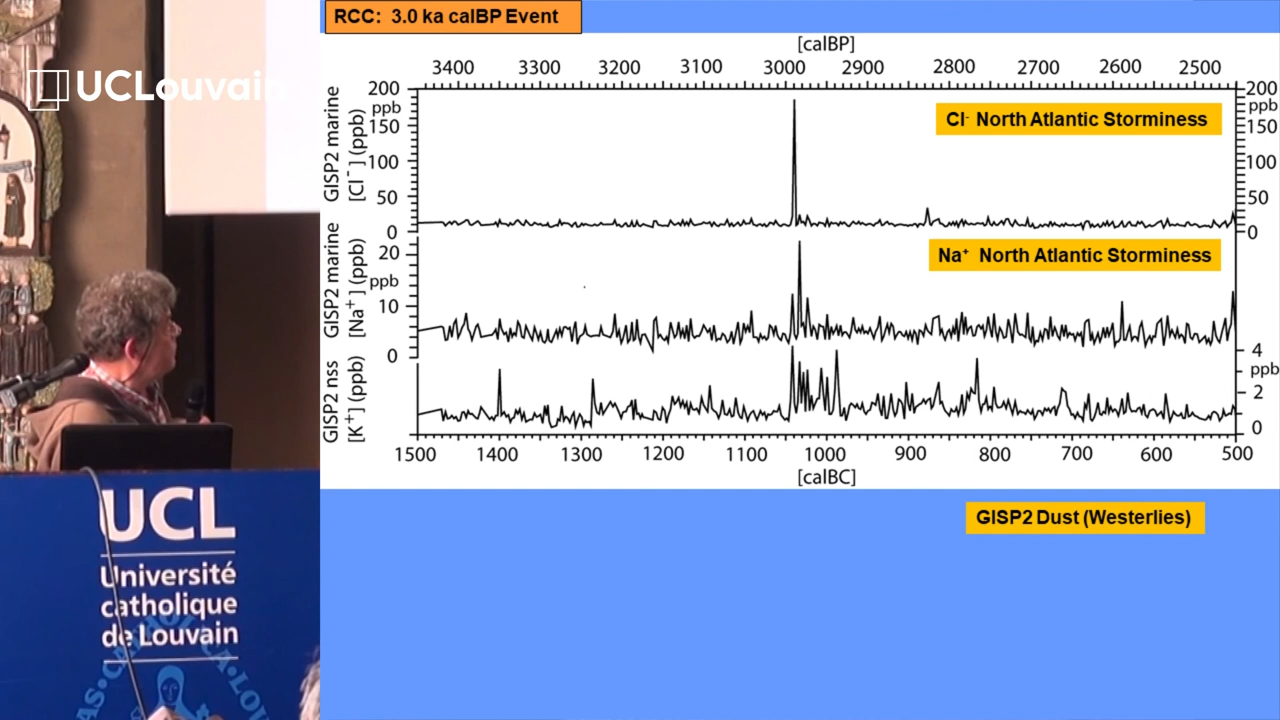 RCC: 3.0 ka calBP Event
UCLouvain
[calBP]
3400 3300 3200 3100 3000 2900 2800 2700 2600 2500
GISP2 marine
[Cl⁻] (ppb)
200
ppb
150
100
50
0
200
ppb
150
100
50
0
Cl⁻ North Atlantic Storminess
GISP2 marine
[Na⁺] (ppb)
20
ppb
10
0
Na⁺ North Atlantic Storminess
GISP2 nss
[K⁺] (ppb)
4
ppb
2
0
1500 1400 1300 1200 1100 1000 900 800 700 600 500
[calBC]
GISP2 Dust (Westerlies)
UCL
Université
catholique
de Louvain